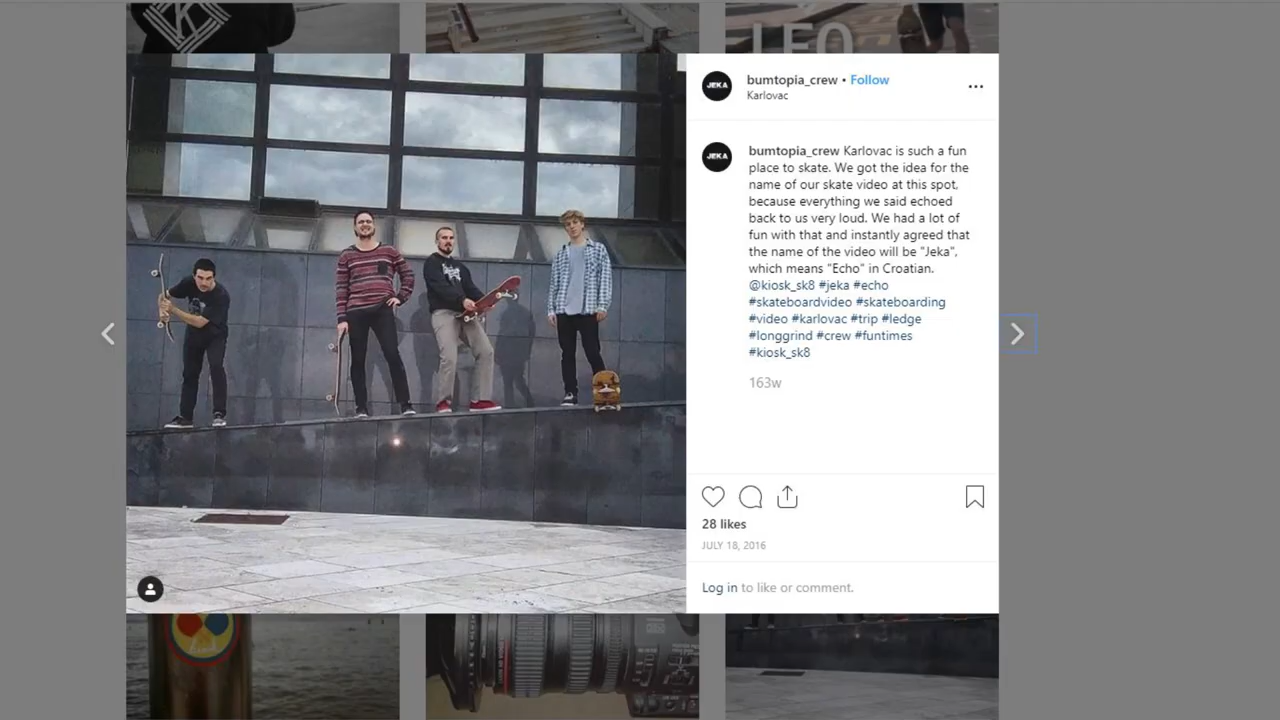 LEO
JEKA
bumtopia_crew • Follow
Karlovac
JEKA
bumtopia_crew Karlovac is such a fun
place to skate. We got the idea for the
name of our skate video at this spot,
because everything we said echoed
back to us very loud. We had a lot of
fun with that and instantly agreed that
the name of the video will be "Jeka",
which means "Echo" in Croatian.
@kiosk_sk8 #jeka #echo
#skateboardvideo #skateboarding
#video #karlovac #trip #ledge
#longgrind #crew #funtimes
#kiosk_sk8
163w
28 likes
JULY 18, 2016
Log in to like or comment.